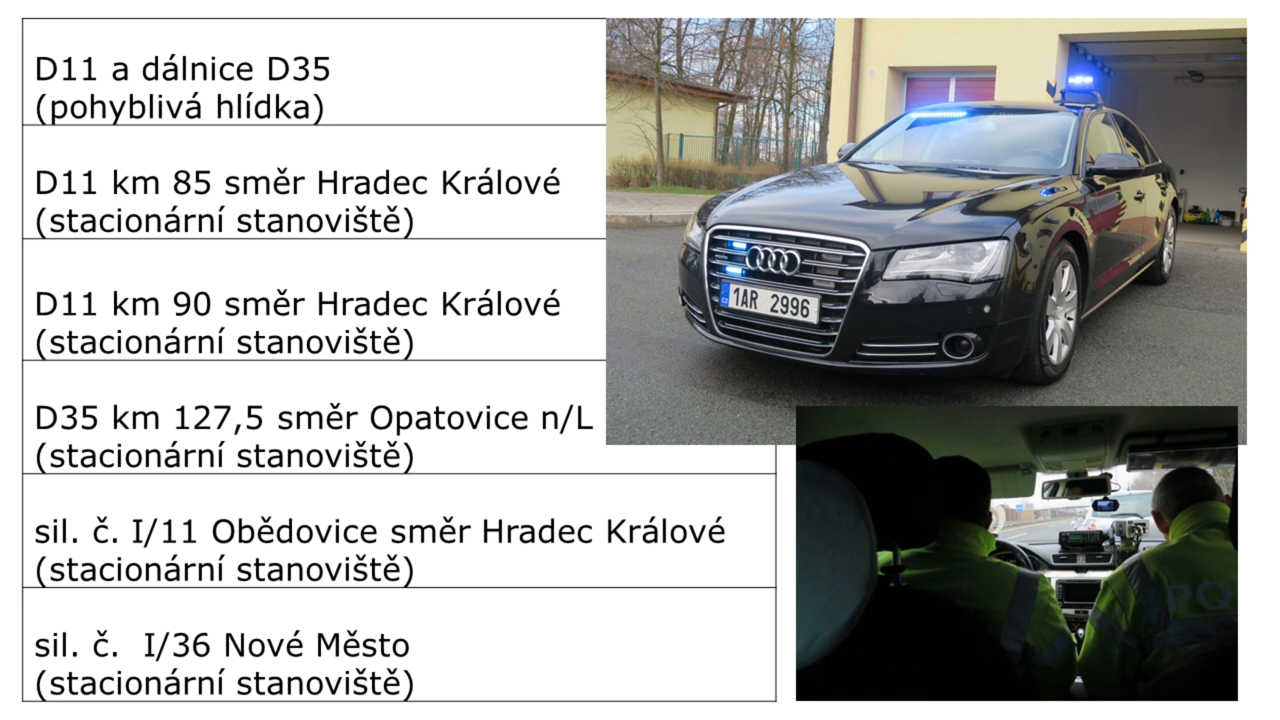 D11 a dálnice D35
(pohyblivá hlídka)
D11 km 85 směr Hradec Králové
(stacionární stanoviště)
D11 km 90 směr Hradec Králové
(stacionární stanoviště)
D35 km 127,5 směr Opatovice n/L
(stacionární stanoviště)
sil. č. I/11 Obědovice směr Hradec Králové
(stacionární stanoviště)
sil. č.  I/36 Nové Město
(stacionární stanoviště)
CZ
1AR 2996
PO